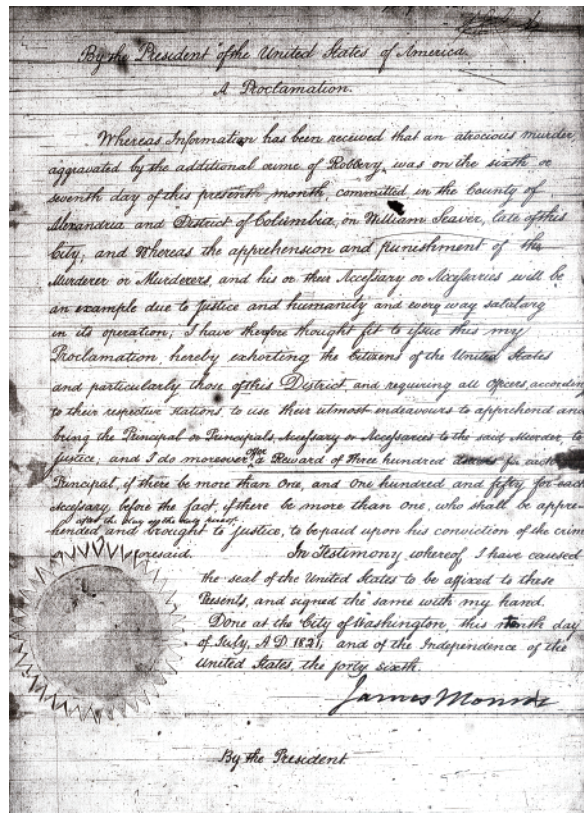 By the President of the United States of America.
A Proclamation.
Whereas Information has been received that an atrocious murder,
aggravated by the additional crime of Robbery, was on the sixth or
seventh day of this present month, committed in the County of
Alexandria and District of Columbia, on William Seaver, late of this
City; and Whereas the apprehension and punishment of the
Murderer or Murderers, and his or their Accessary or Accessaries will be
an example due to justice and humanity and every way salutary
in its operation; I have therefore thought fit to issue this my
Proclamation, hereby exhorting the Citizens of the United States
and particularly those of this District and requiring all officers, accordin
to their respective stations, to use their utmost endeavours to apprehend and
bring the Principal or Principals, Accessary or Accessaries to the said Murder, to
justice, and I do moreover offer a Reward of three hundred dollars for each
Principal, if there be more than One, and one hundred and fifty for each
Accessary, before the fact, if there be more than one, who shall be appre-
after the day of the date hereof
hended and brought to justice, to be paid upon his conviction of the crime
aforesaid. In Testimony whereof, I have caused
the seal of the United States to be affixed to these
Presents, and signed the same with my hand.
Done at the City of Washington, this tenth day
of July, A D 1821; and of the Independence of the
United States, the forty sixth.
James Monroe
By the President